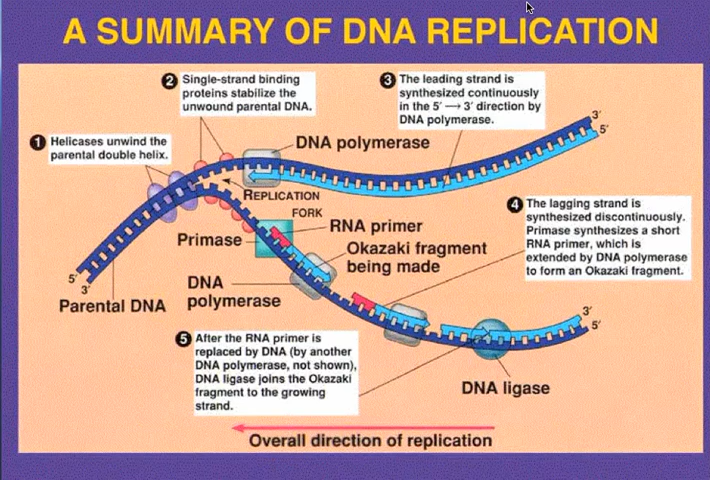 A SUMMARY OF DNA REPLICATION
2 Single-strand binding
proteins stabilize the
unwound parental DNA.
3 The leading strand is
synthesized continuously
in the 5' → 3' direction by
DNA polymerase.
1 Helicases unwind the
parental double helix.
DNA polymerase
3'
5'
REPLICATION
FORK
4 The lagging strand is
synthesized discontinuously.
Primase synthesizes a short
RNA primer, which is
extended by DNA polymerase
to form an Okazaki fragment.
RNA primer
Primase
Okazaki fragment
being made
5'
3'
Parental DNA
DNA
polymerase
3'
5'
5 After the RNA primer is
replaced by DNA (by another
DNA polymerase, not shown),
DNA ligase joins the Okazaki
fragment to the growing
strand.
DNA ligase
Overall direction of replication